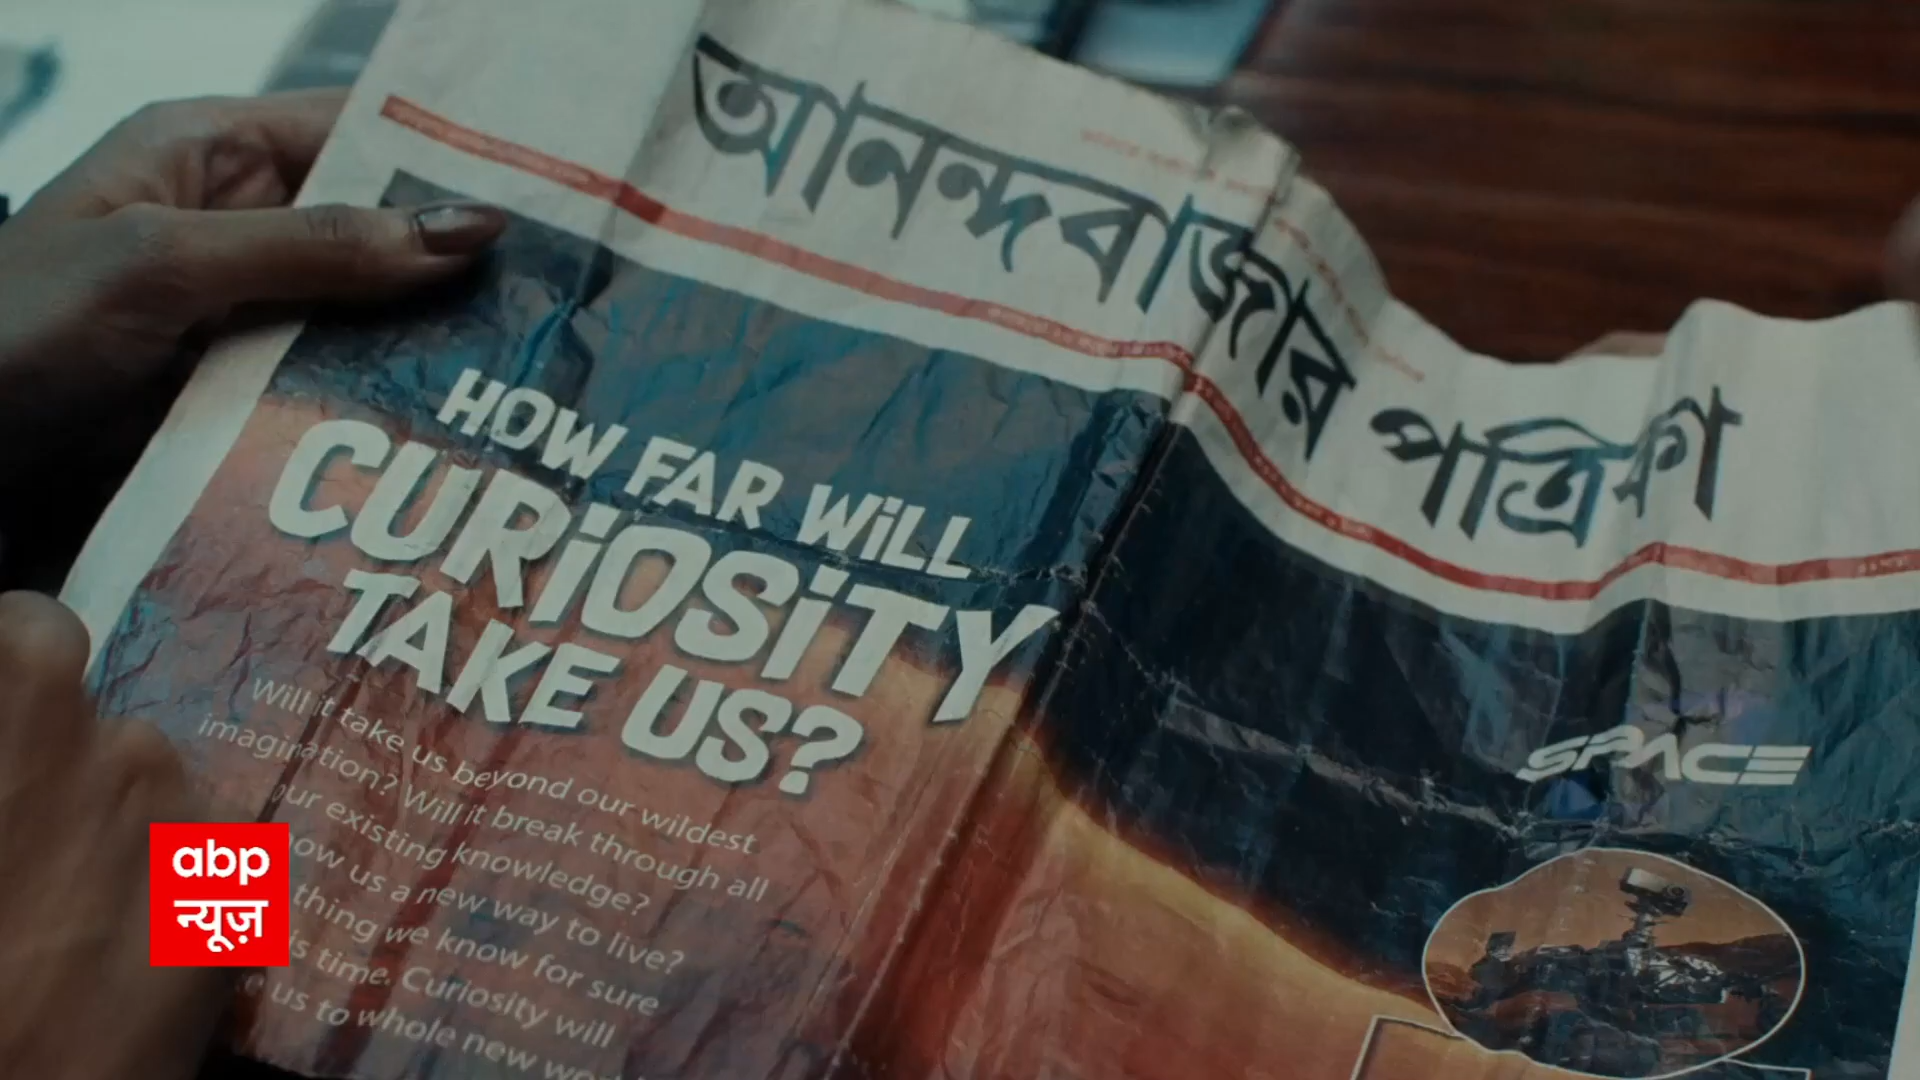 আনন্দবাজার পত্রিকা
HOW FAR WiLL
CURiOSiTY
TAKE US?
Will it take us beyond our wildest
imagination? Will it break through all
our existing knowledge?
us a new way to live?
thing we know for sure
time. Curiosity will
us to whole new
SPACE
abp
न्यूज़